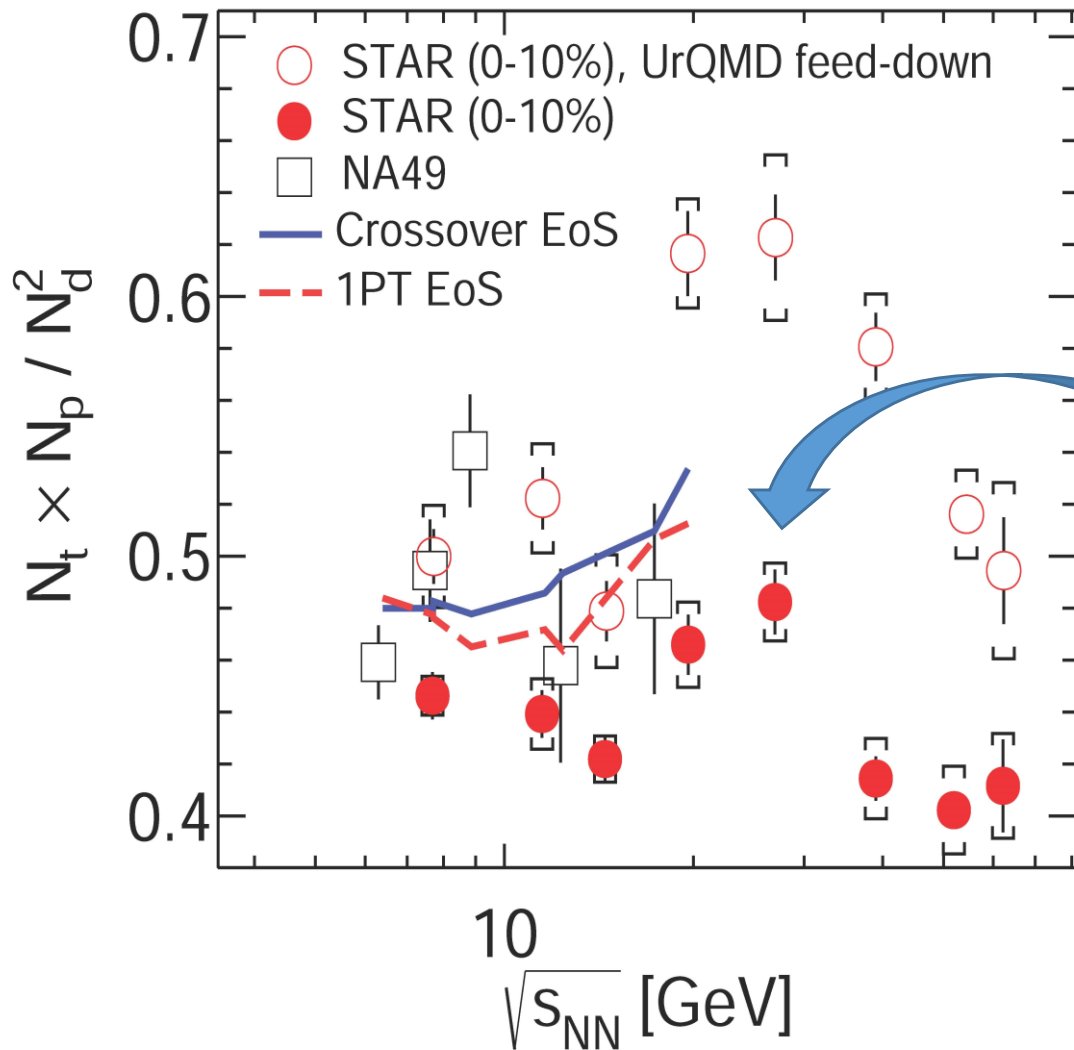 0.7
0.6
0.5
0.4
N_t × N_p / N_d^2
STAR (0-10%), UrQMD feed-down
STAR (0-10%)
NA49
Crossover EoS
1PT EoS
10
√S_NN [GeV]